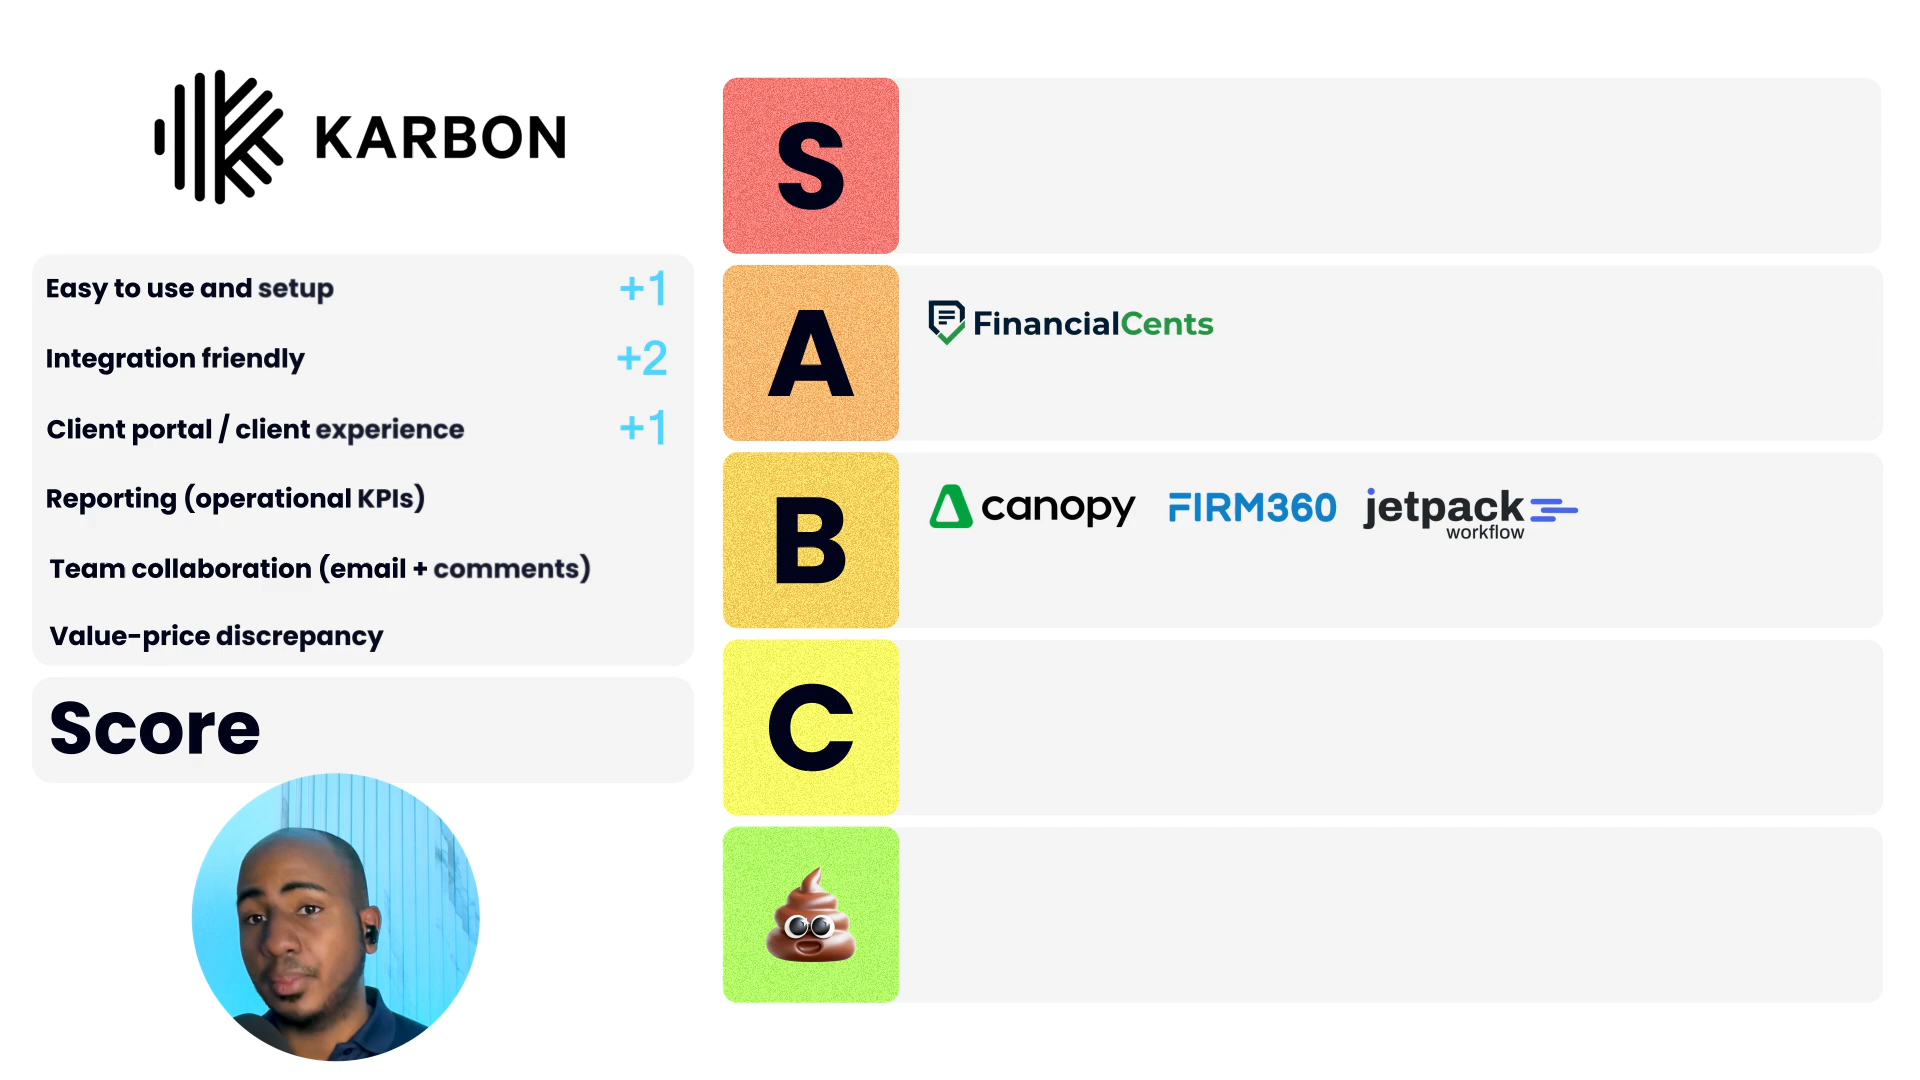 KARBON
Easy to use and setup +1
Integration friendly +2
Client portal / client experience +1
Reporting (operational KPIs)
Team collaboration (email + comments)
Value-price discrepancy
Score
S
A
FinancialCents
B
canopy FIRM360 jetpack
workflow
C